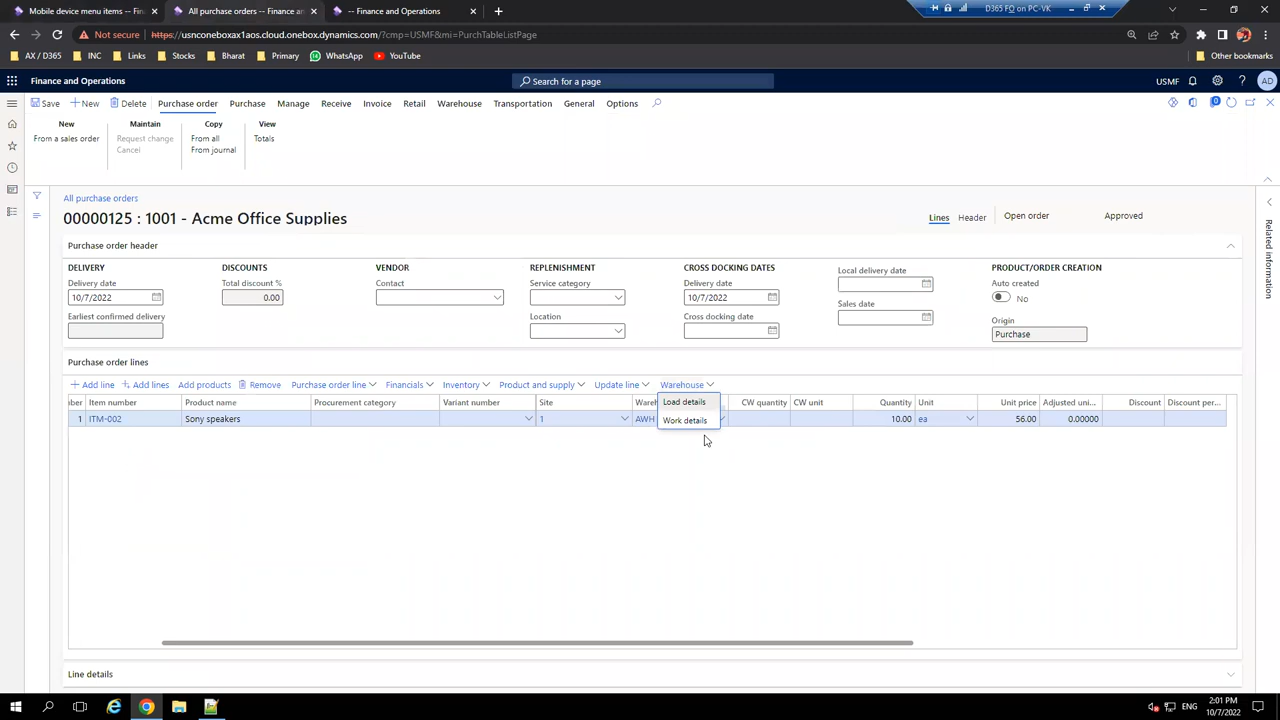 Mobile device menu items -- Fin
All purchase orders -- Finance an
-- Finance and Operations
D365 FO on PC-VK
Not secure
https://usnconeboxax1aos.cloud.onebox.dynamics.com/?cmp=USMF&mi=PurchTableListPage
AX / D365
INC
Links
Stocks
Bharat
Primary
WhatsApp
YouTube
Other bookmarks
Finance and Operations
Search for a page
USMF
AD
Save
New
Delete
Purchase order
Purchase
Manage
Receive
Invoice
Retail
Warehouse
Transportation
General
Options
0
New
Maintain
Copy
View
From a sales order
Request change
From all
Totals
Cancel
From journal
All purchase orders
00000125 : 1001 - Acme Office Supplies
Lines
Header
Open order
Approved
Related information
Purchase order header
DELIVERY
DISCOUNTS
VENDOR
REPLENISHMENT
CROSS DOCKING DATES
Local delivery date
PRODUCT/ORDER CREATION
Delivery date
Total discount %
Contact
Service category
Delivery date
Auto created
10/7/2022
0.00
10/7/2022
No
Sales date
Earliest confirmed delivery
Location
Cross docking date
Origin
Purchase
Purchase order lines
Add line
Add lines
Add products
Remove
Purchase order line
Financials
Inventory
Product and supply
Update line
Warehouse
Load details
Work details
ber
Item number
Product name
Procurement category
Variant number
Site
Wareh
CW quantity
CW unit
Quantity
Unit
Unit price
Adjusted uni...
Discount
Discount per...
1
ITM-002
Sony speakers
1
AWH
10.00
ea
56.00
0.00000
Line details
ENG
2:01 PM
10/7/2022